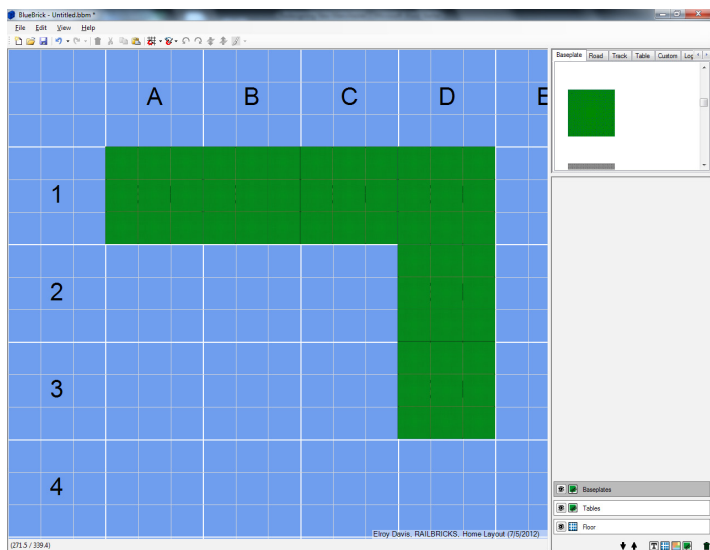 BlueBrick - Untitled.bbm *
File Edit View Help
Baseplate Road Track Table Custom Log
A B C D E
1
2
3
4
Baseplates
Tables
Floor
Elroy Davis, RAILBRICKS, Home Layout (7/5/2012)
(271.5 / 339.4)
T